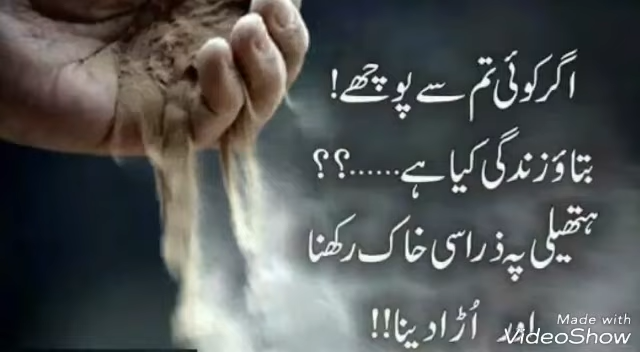 اگر کوئی تم سے پوچھے!
بتاؤ زندگی کیا ہے......؟؟
ہتھیلی پہ ذرا سی خاک رکھنا
اور اُڑا دینا!!
Made with
VideoShow